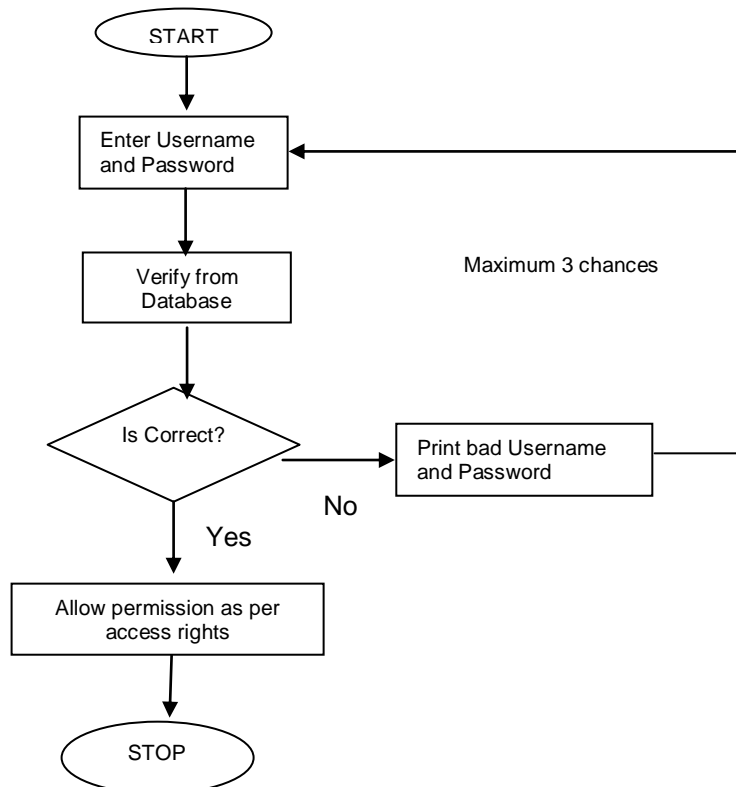 START
Enter Username
and Password
Maximum 3 chances
Verify from
Database
Is Correct?
Print bad Username
and Password
No
Yes
Allow permission as per
access rights
STOP